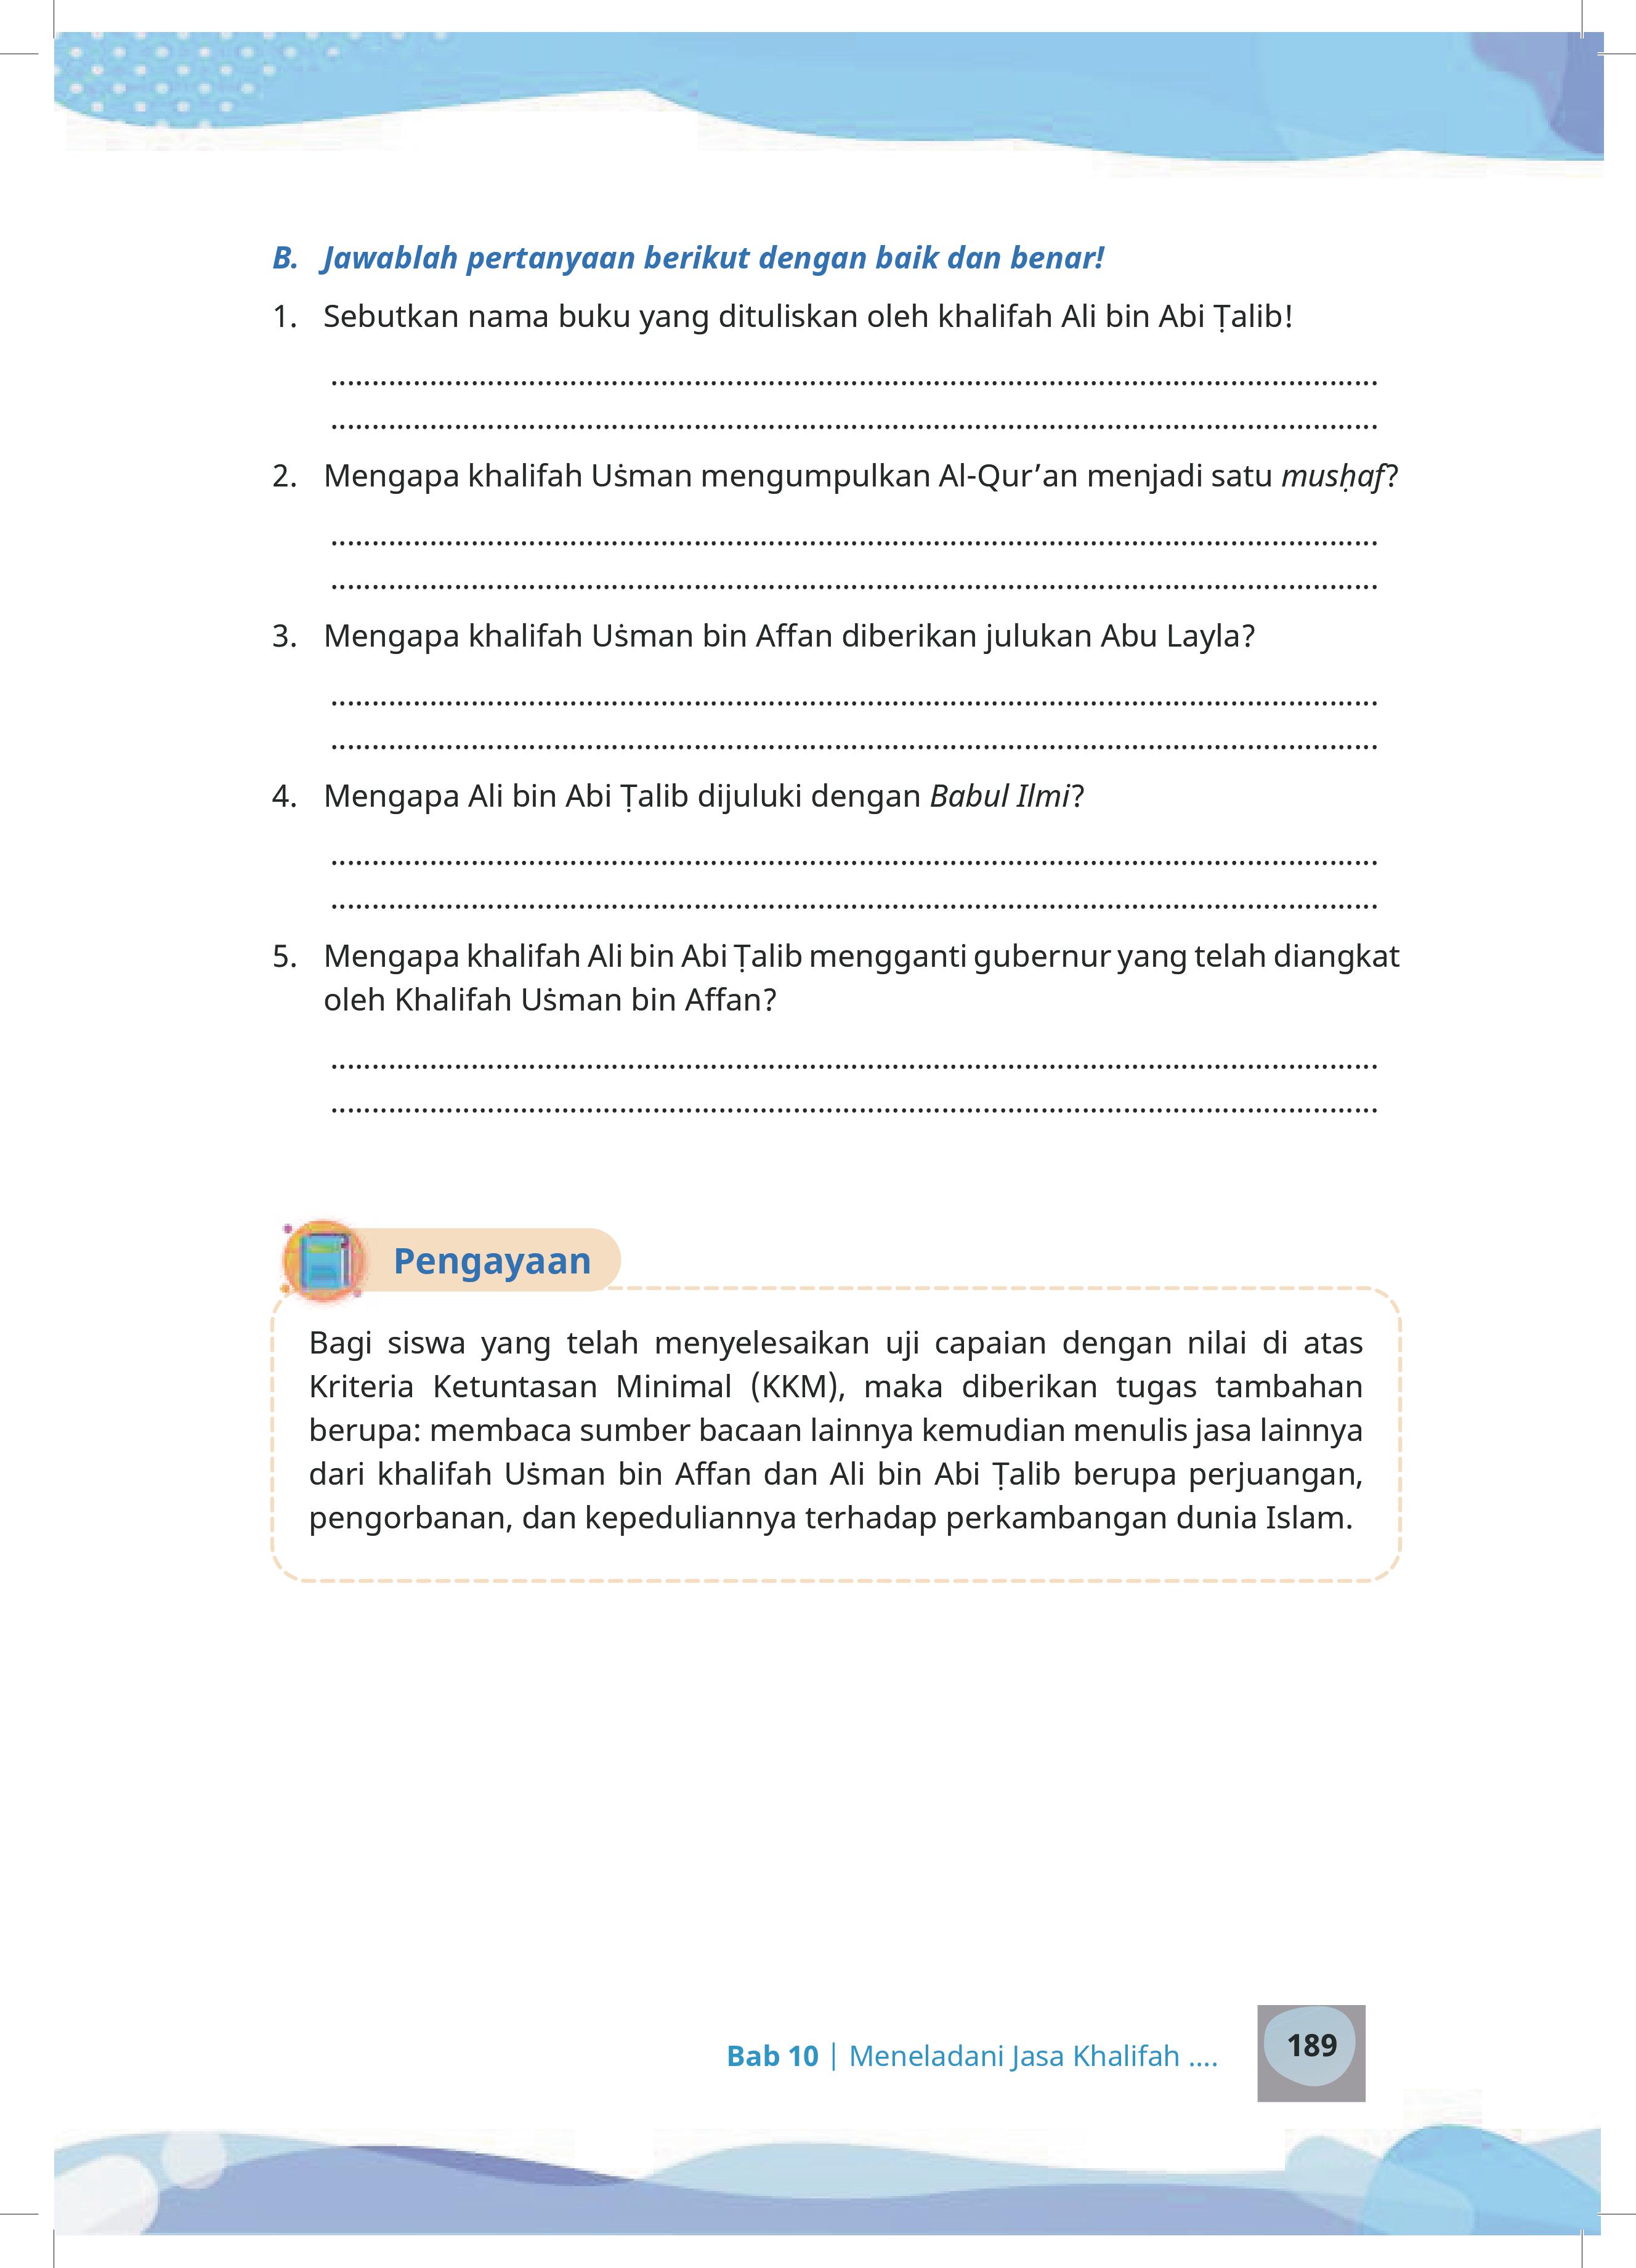 B. Jawablah pertanyaan berikut dengan baik dan benar!
1. Sebutkan nama buku yang dituliskan oleh khalifah Ali bin Abi Ṭalib!
................................................................................................................................
................................................................................................................................
2. Mengapa khalifah Uṡman mengumpulkan Al-Qur’an menjadi satu musḥaf?
................................................................................................................................
................................................................................................................................
3. Mengapa khalifah Uṡman bin Affan diberikan julukan Abu Layla?
................................................................................................................................
................................................................................................................................
4. Mengapa Ali bin Abi Ṭalib dijuluki dengan Babul Ilmi?
................................................................................................................................
................................................................................................................................
5. Mengapa khalifah Ali bin Abi Ṭalib mengganti gubernur yang telah diangkat
oleh Khalifah Uṡman bin Affan?
................................................................................................................................
................................................................................................................................
Pengayaan
Bagi siswa yang telah menyelesaikan uji capaian dengan nilai di atas
Kriteria Ketuntasan Minimal (KKM), maka diberikan tugas tambahan
berupa: membaca sumber bacaan lainnya kemudian menulis jasa lainnya
dari khalifah Uṡman bin Affan dan Ali bin Abi Ṭalib berupa perjuangan,
pengorbanan, dan kepeduliannya terhadap perkambangan dunia Islam.
Bab 10 | Meneladani Jasa Khalifah ....
189